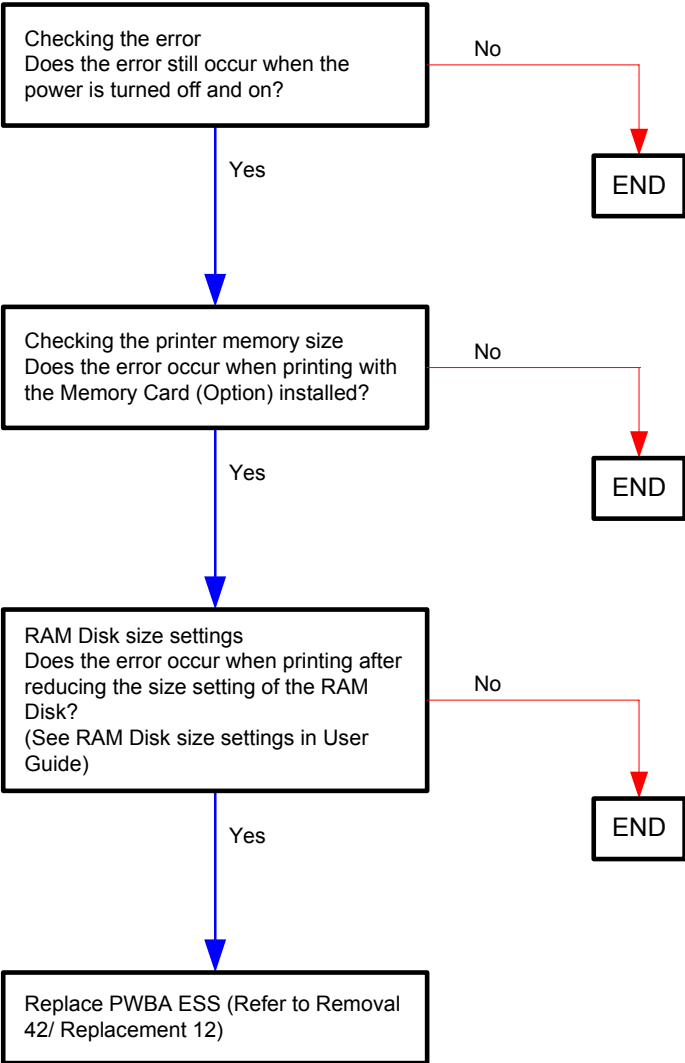 Checking the error
Does the error still occur when the
power is turned off and on?
No
END
Yes
Checking the printer memory size
Does the error occur when printing with
the Memory Card (Option) installed?
No
END
Yes
RAM Disk size settings
Does the error occur when printing after
reducing the size setting of the RAM
Disk?
(See RAM Disk size settings in User
Guide)
No
END
Yes
Replace PWBA ESS (Refer to Removal
42/ Replacement 12)